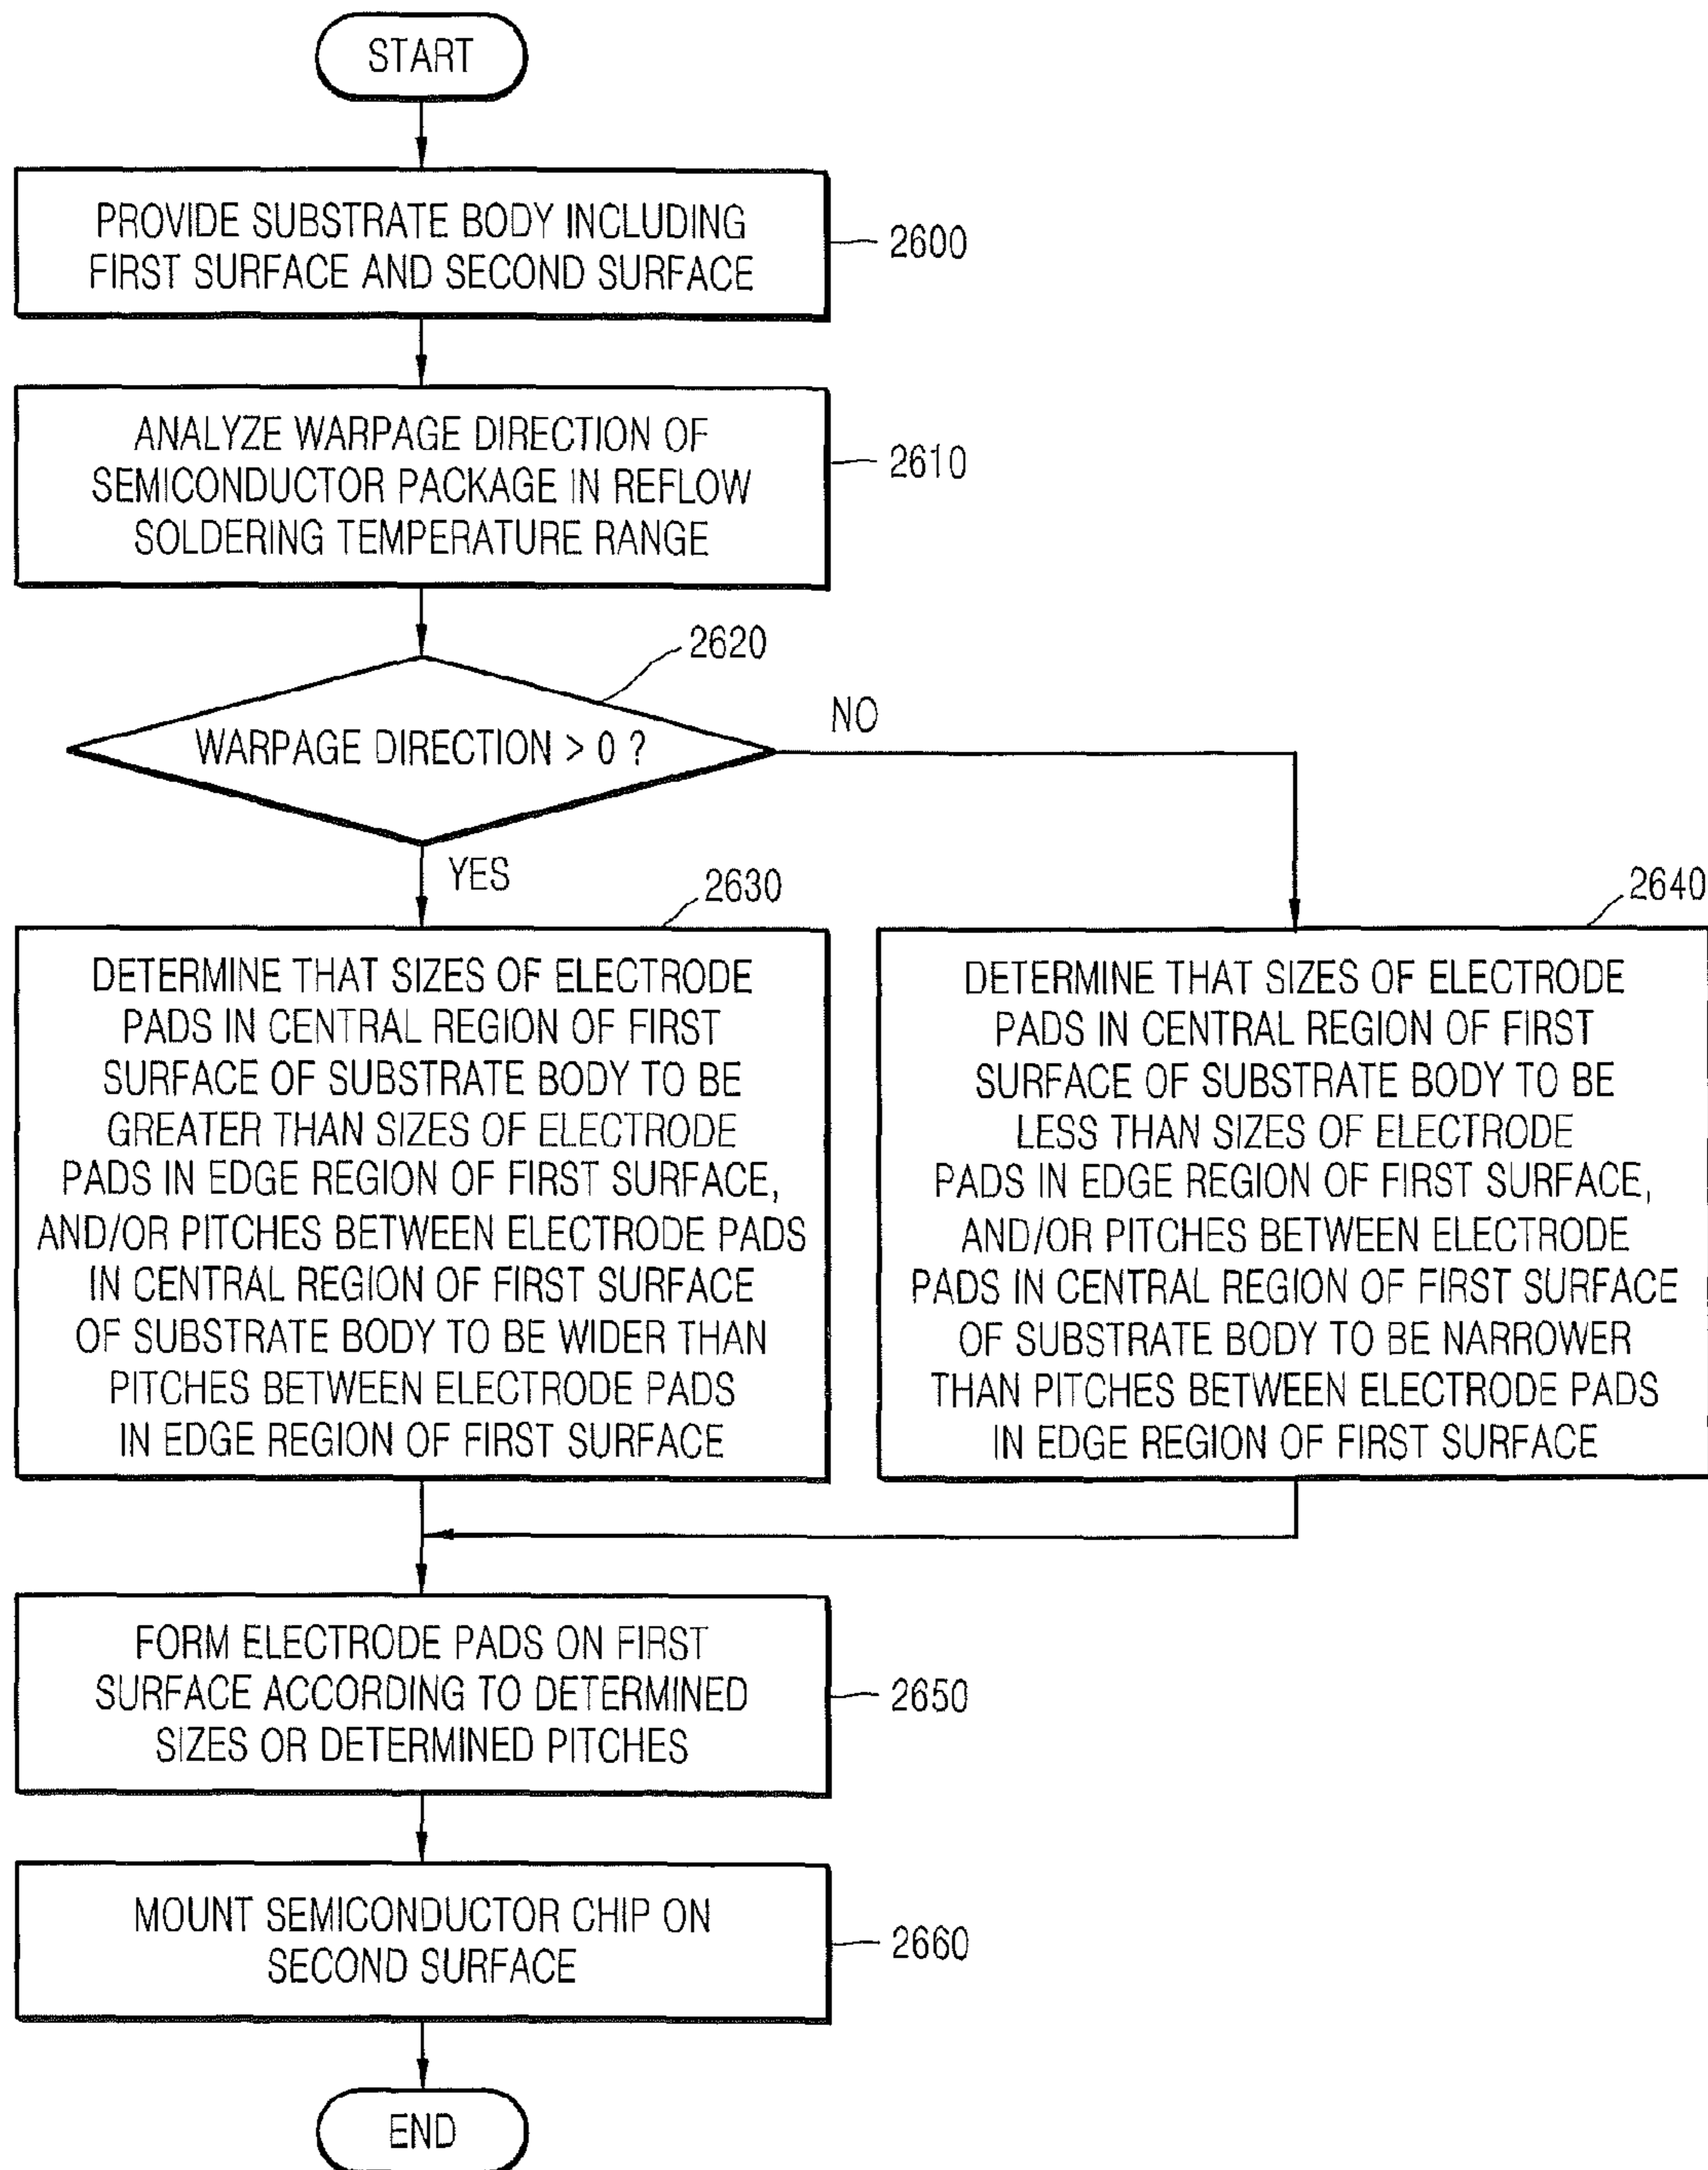 START
PROVIDE SUBSTRATE BODY INCLUDING
FIRST SURFACE AND SECOND SURFACE
2600
ANALYZE WARPAGE DIRECTION OF
SEMICONDUCTOR PACKAGE IN REFLOW
SOLDERING TEMPERATURE RANGE
2610
2620
WARPAGE DIRECTION > 0 ?
NO
YES
2630
DETERMINE THAT SIZES OF ELECTRODE
PADS IN CENTRAL REGION OF FIRST
SURFACE OF SUBSTRATE BODY TO BE
GREATER THAN SIZES OF ELECTRODE
PADS IN EDGE REGION OF FIRST SURFACE,
AND/OR PITCHES BETWEEN ELECTRODE PADS
IN CENTRAL REGION OF FIRST SURFACE
OF SUBSTRATE BODY TO BE WIDER THAN
PITCHES BETWEEN ELECTRODE PADS
IN EDGE REGION OF FIRST SURFACE
2640
DETERMINE THAT SIZES OF ELECTRODE
PADS IN CENTRAL REGION OF FIRST
SURFACE OF SUBSTRATE BODY TO BE
LESS THAN SIZES OF ELECTRODE
PADS IN EDGE REGION OF FIRST SURFACE,
AND/OR PITCHES BETWEEN ELECTRODE
PADS IN CENTRAL REGION OF FIRST SURFACE
OF SUBSTRATE BODY TO BE NARROWER
THAN PITCHES BETWEEN ELECTRODE PADS
IN EDGE REGION OF FIRST SURFACE
FORM ELECTRODE PADS ON FIRST
SURFACE ACCORDING TO DETERMINED
SIZES OR DETERMINED PITCHES
2650
MOUNT SEMICONDUCTOR CHIP ON
SECOND SURFACE
2660
END